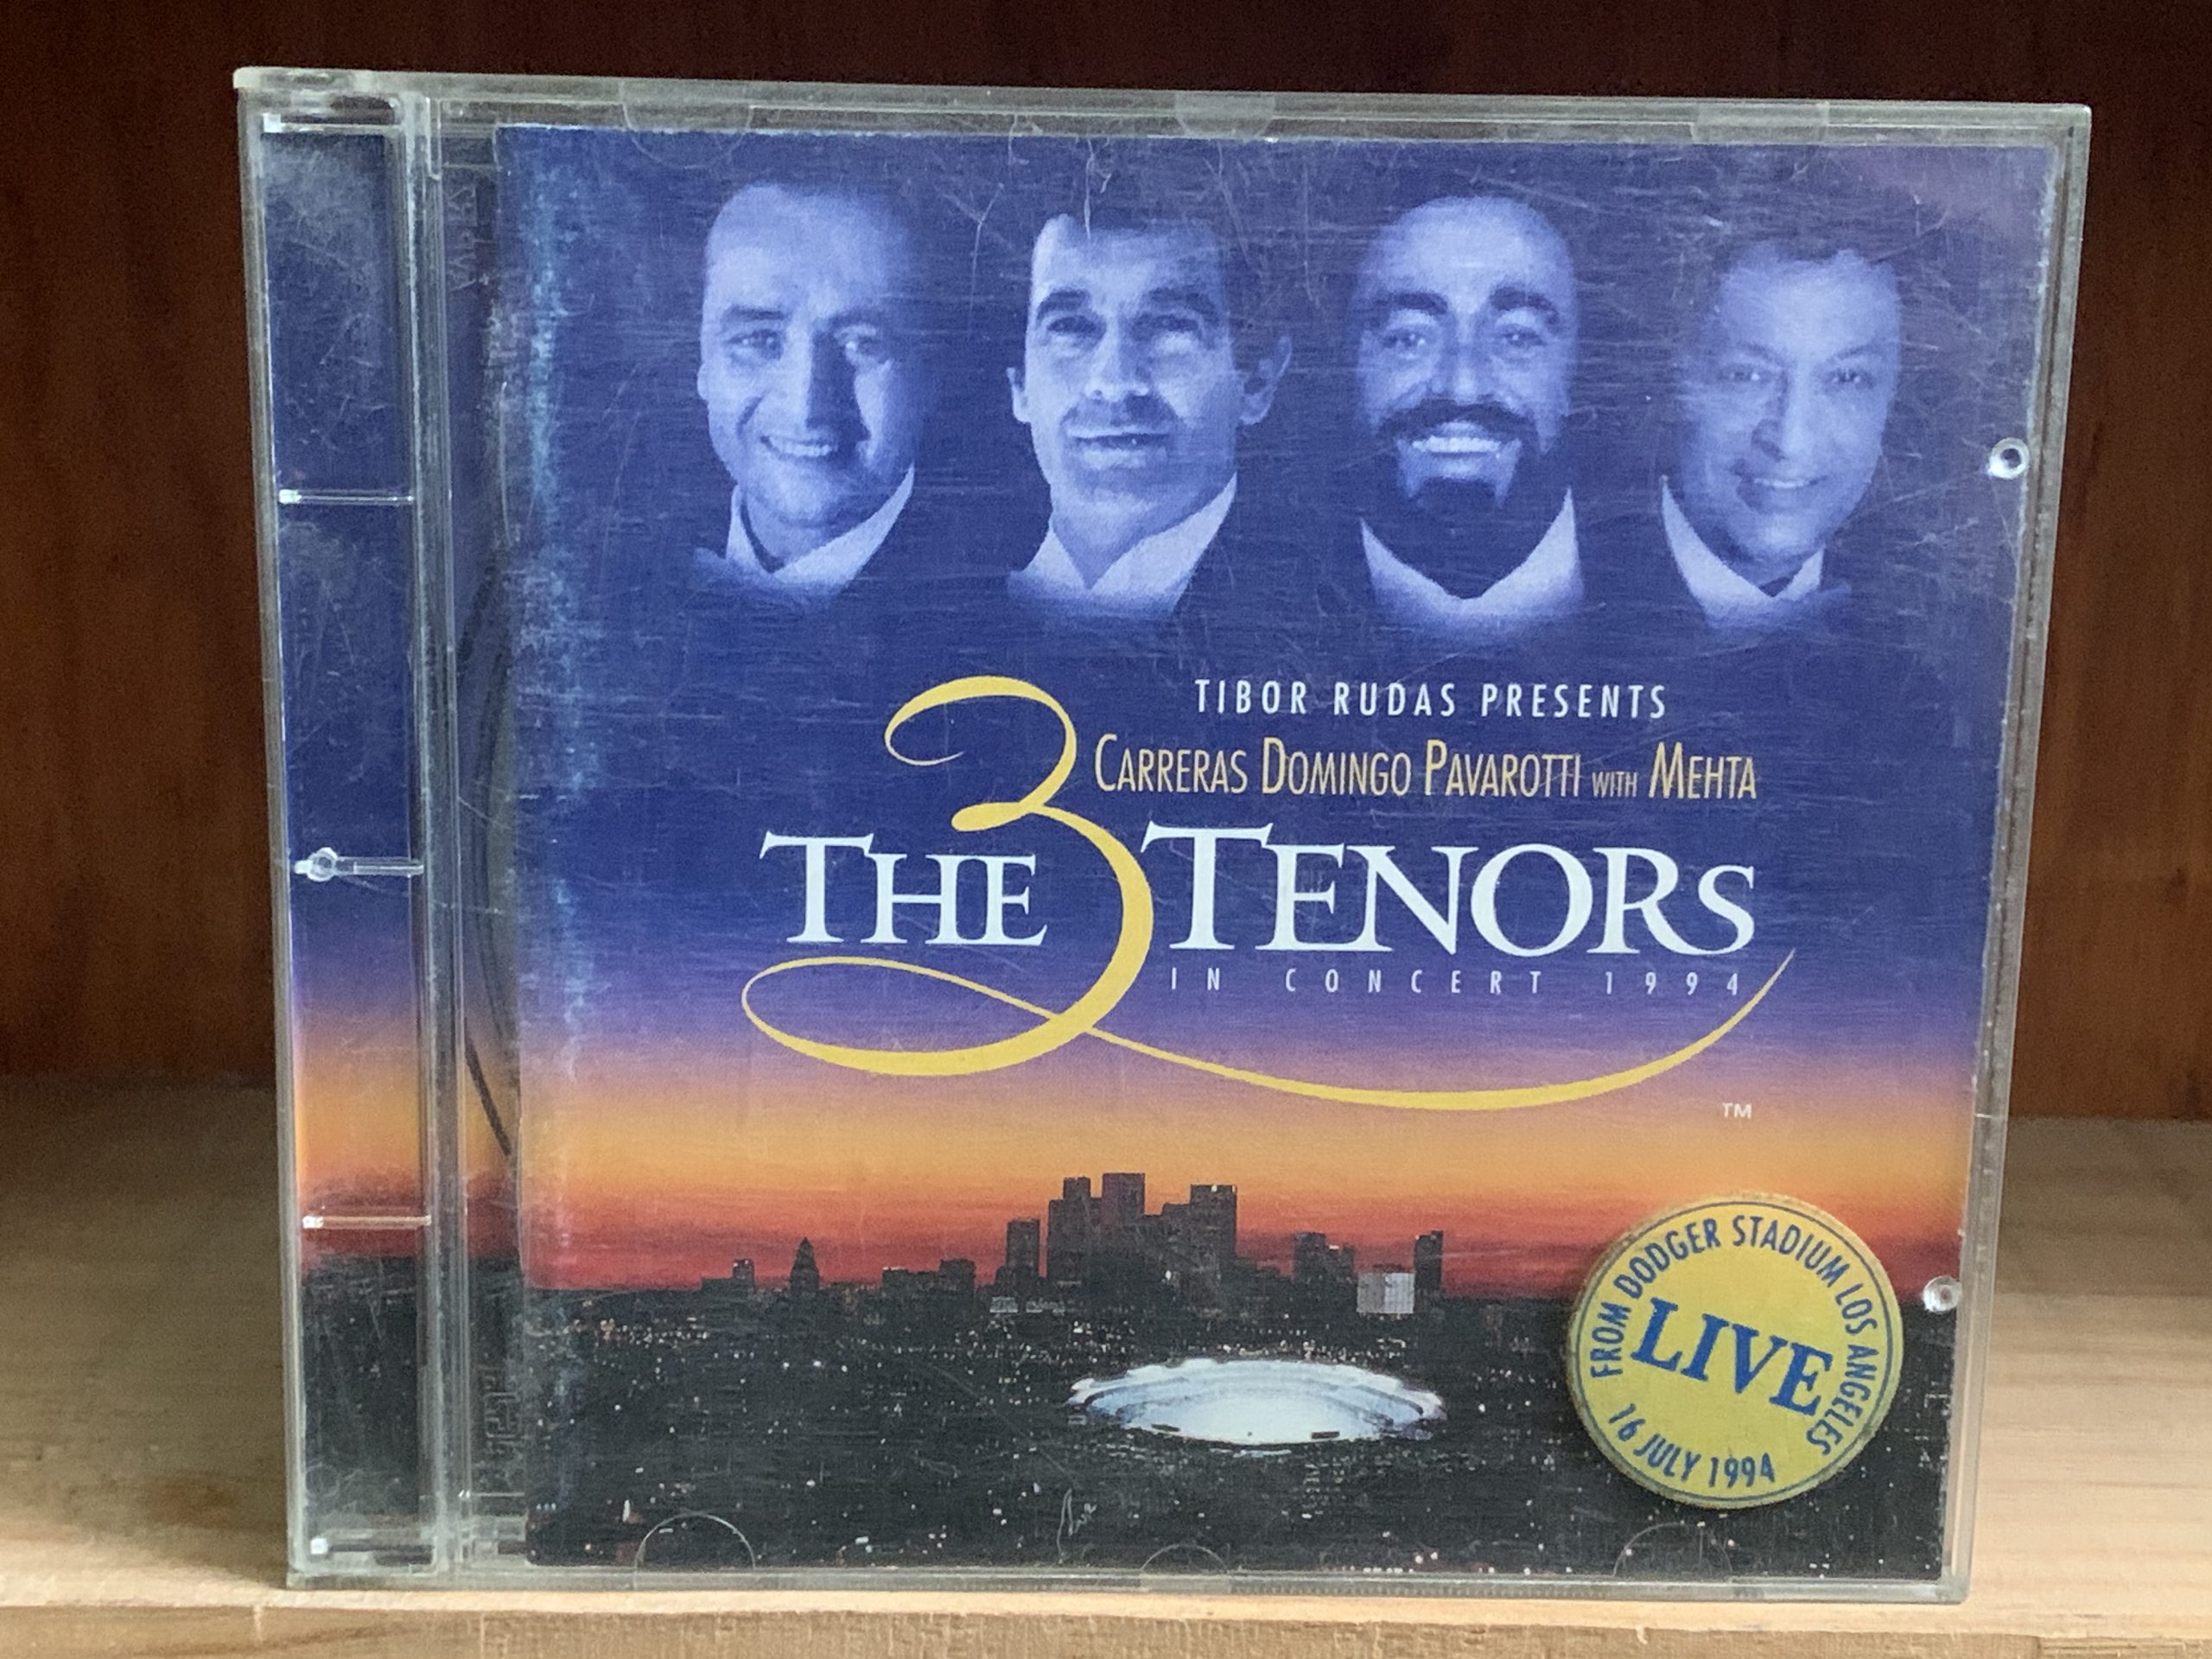 TIBOR RUDAS PRESENTS
CARRERAS DOMINGO PAVAROTTI WITH MEHTA
THE 3 TENORS
IN CONCERT 1994
TM
FROM DODGER STADIUM LOS ANGELES
LIVE
16 JULY 1994